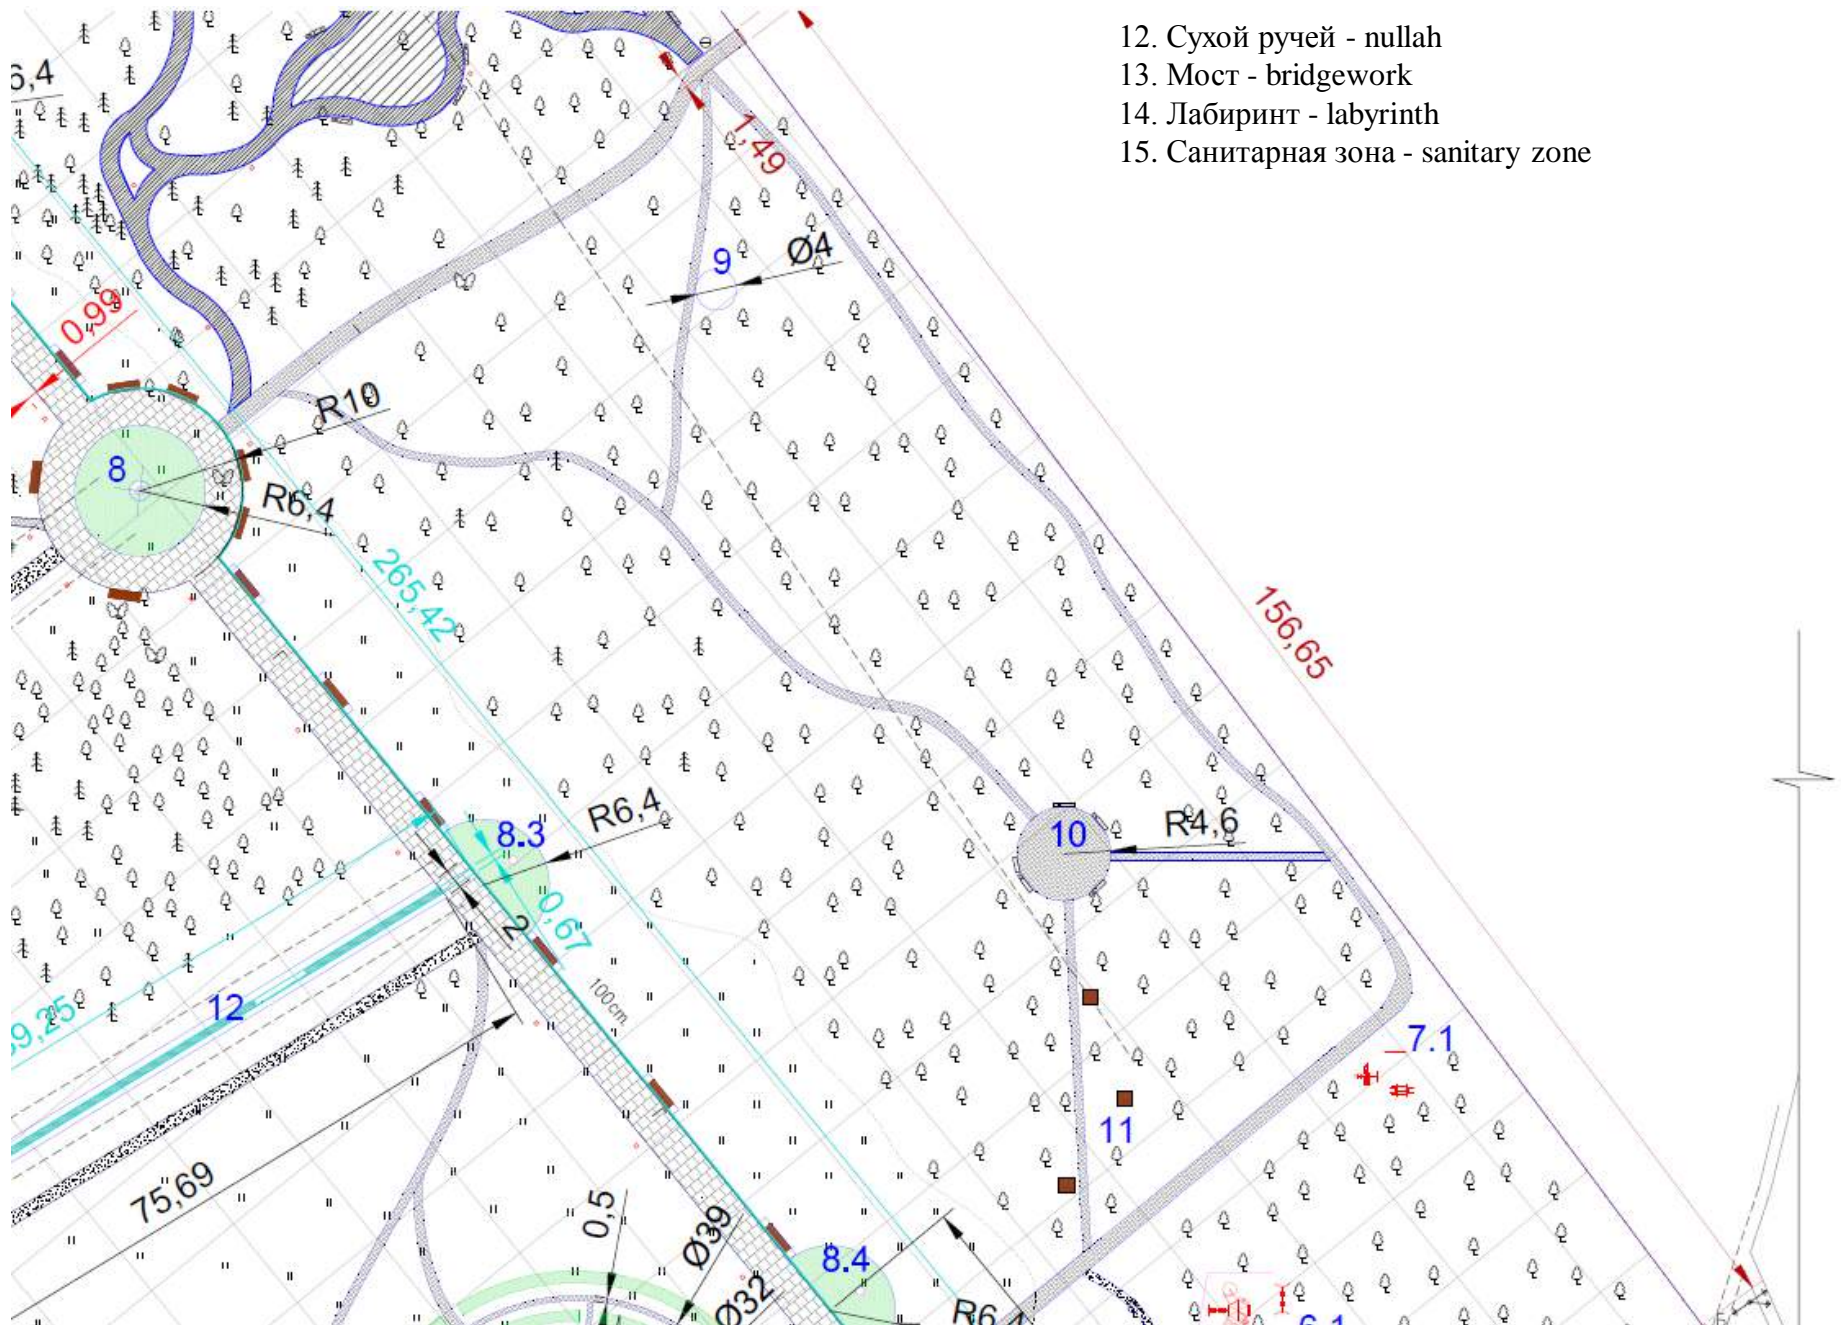 12. Сухой ручей - nullah
13. Мост - bridgework
14. Лабиринт - labyrinth
15. Санитарная зона - sanitary zone
6,4
1,49
Ø4
9
0,99
R10
8
R6,4
265,42
156,65
R6,4
8.3
10
R4,6
2
0,67
100cm.
12
7.1
11
75,69
0,5
Ø39
8.4
Ø32
6.1